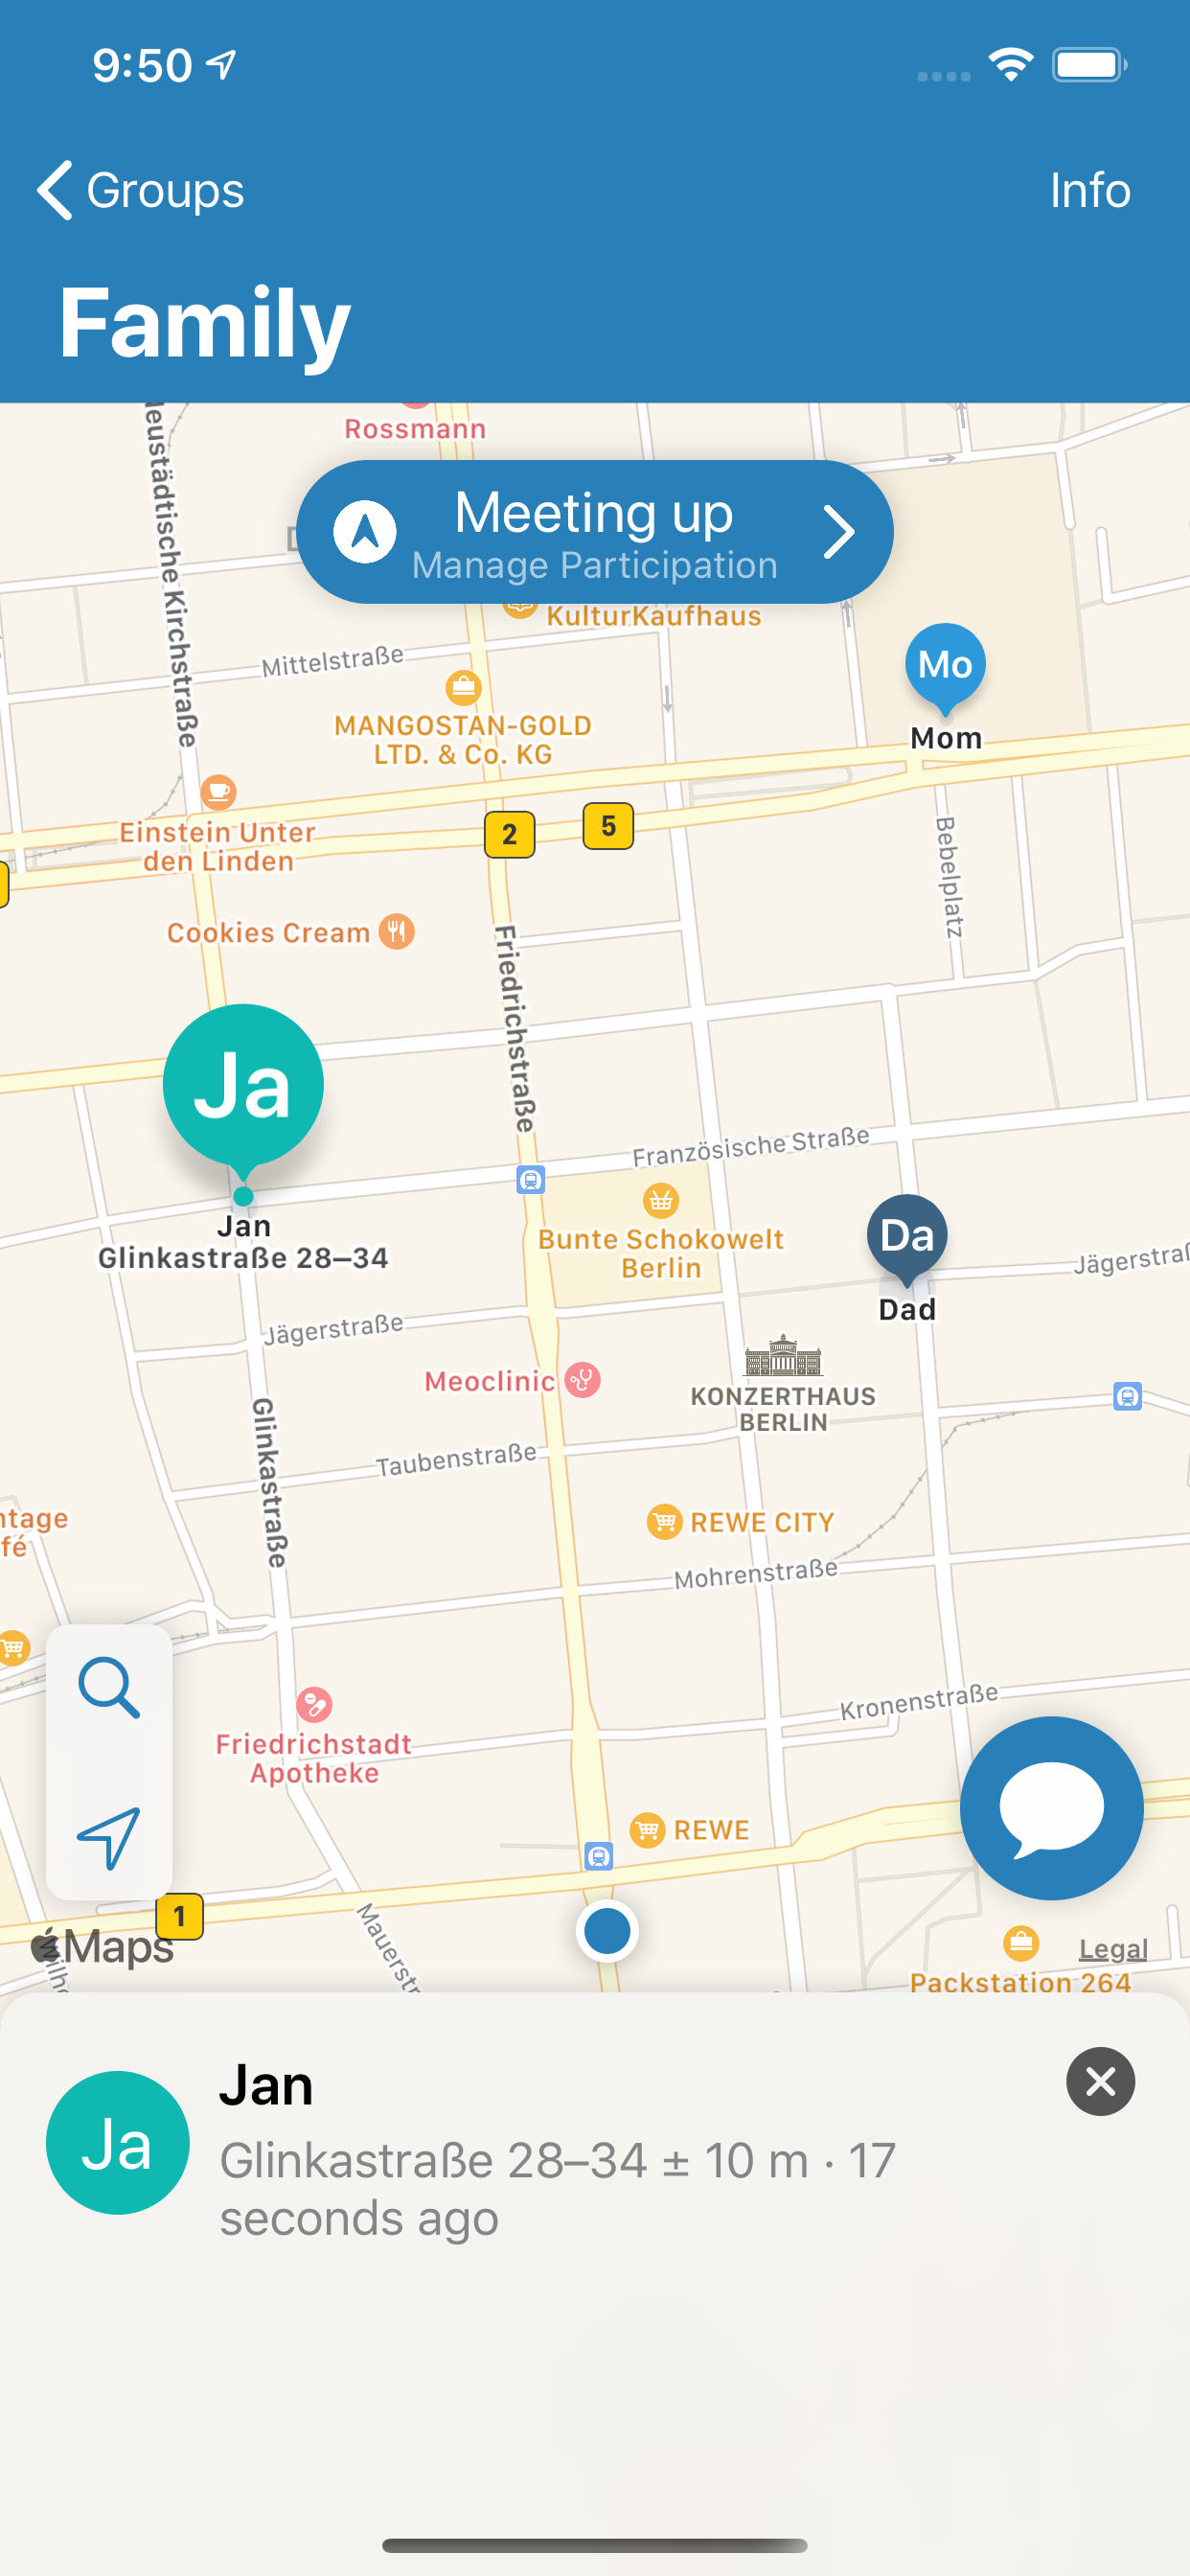 9:50
Groups
Info
Family
Rossmann
Neustädtische Kirchstraße
Meeting up
Manage Participation
KulturKaufhaus
Mittelstraße
Mo
Mom
MANGOSTAN-GOLD
LTD. & Co. KG
Einstein Unter
den Linden
2
5
Bebelplatz
Cookies Cream
Friedrichstraße
Ja
Französische Straße
Jan
Glinkastraße 28–34
Bunte Schokowelt
Berlin
Da
Dad
Jägerstraße
Jägerstraß
Meoclinic
KONZERTHAUS
BERLIN
Glinkastraße
Taubenstraße
REWE CITY
Mohrenstraße
Kronenstraße
Friedrichstadt
Apotheke
REWE
1
Mauerstr
Maps
Legal
Packstation 264
Ja
Jan
Glinkastraße 28–34 ± 10 m · 17
seconds ago